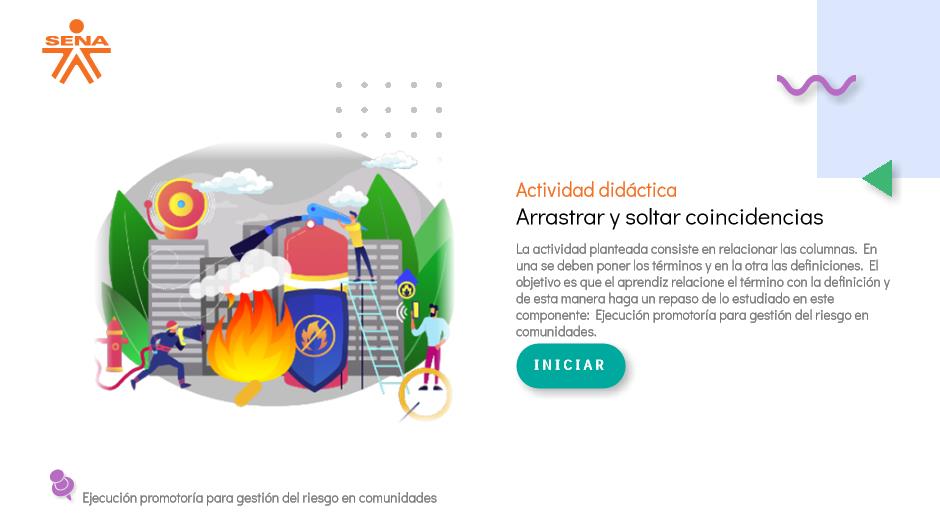 SENA
Actividad didáctica
Arrastrar y soltar coincidencias
La actividad planteada consiste en relacionar las columnas. En
una se deben poner los términos y en la otra las definiciones. El
objetivo es que el aprendiz relacione el término con la definición y
de esta manera haga un repaso de lo estudiado en este
componente: Ejecución promotoría para gestión del riesgo en
comunidades.
INICIAR
Ejecución promotoría para gestión del riesgo en comunidades